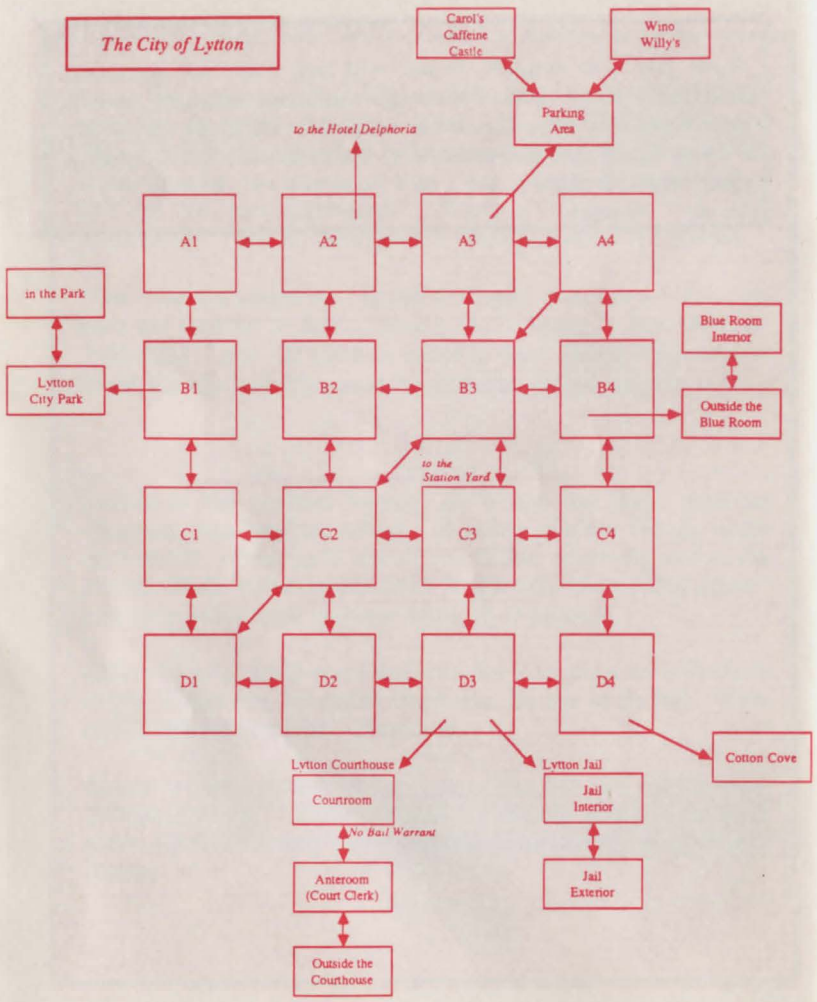 The City of Lytton
Carol's
Caffeine
Castle
Wino
Willy's
Parking
Area
to the Hotel Delphoria
A1
A2
A3
A4
in the Park
Blue Room
Interior
Lytton
City Park
B1
B2
B3
B4
Outside the
Blue Room
to the
Station Yard
C1
C2
C3
C4
D1
D2
D3
D4
Lytton Courthouse
Lytton Jail
Cotton Cove
Courtroom
Jail
Interior
No Bail Warrant
Anteroom
(Court Clerk)
Jail
Exterior
Outside the
Courthouse